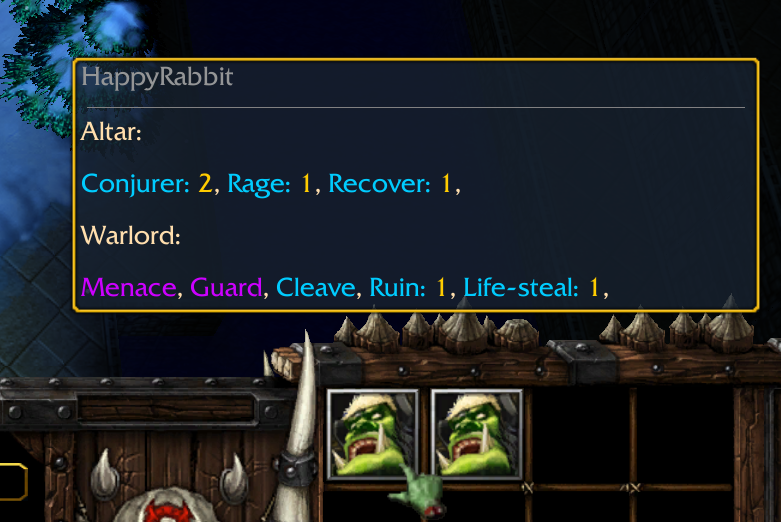 HappyRabbit
Altar:
Conjurer: 2, Rage: 1, Recover: 1,
Warlord:
Menace, Guard, Cleave, Ruin: 1, Life-steal: 1,